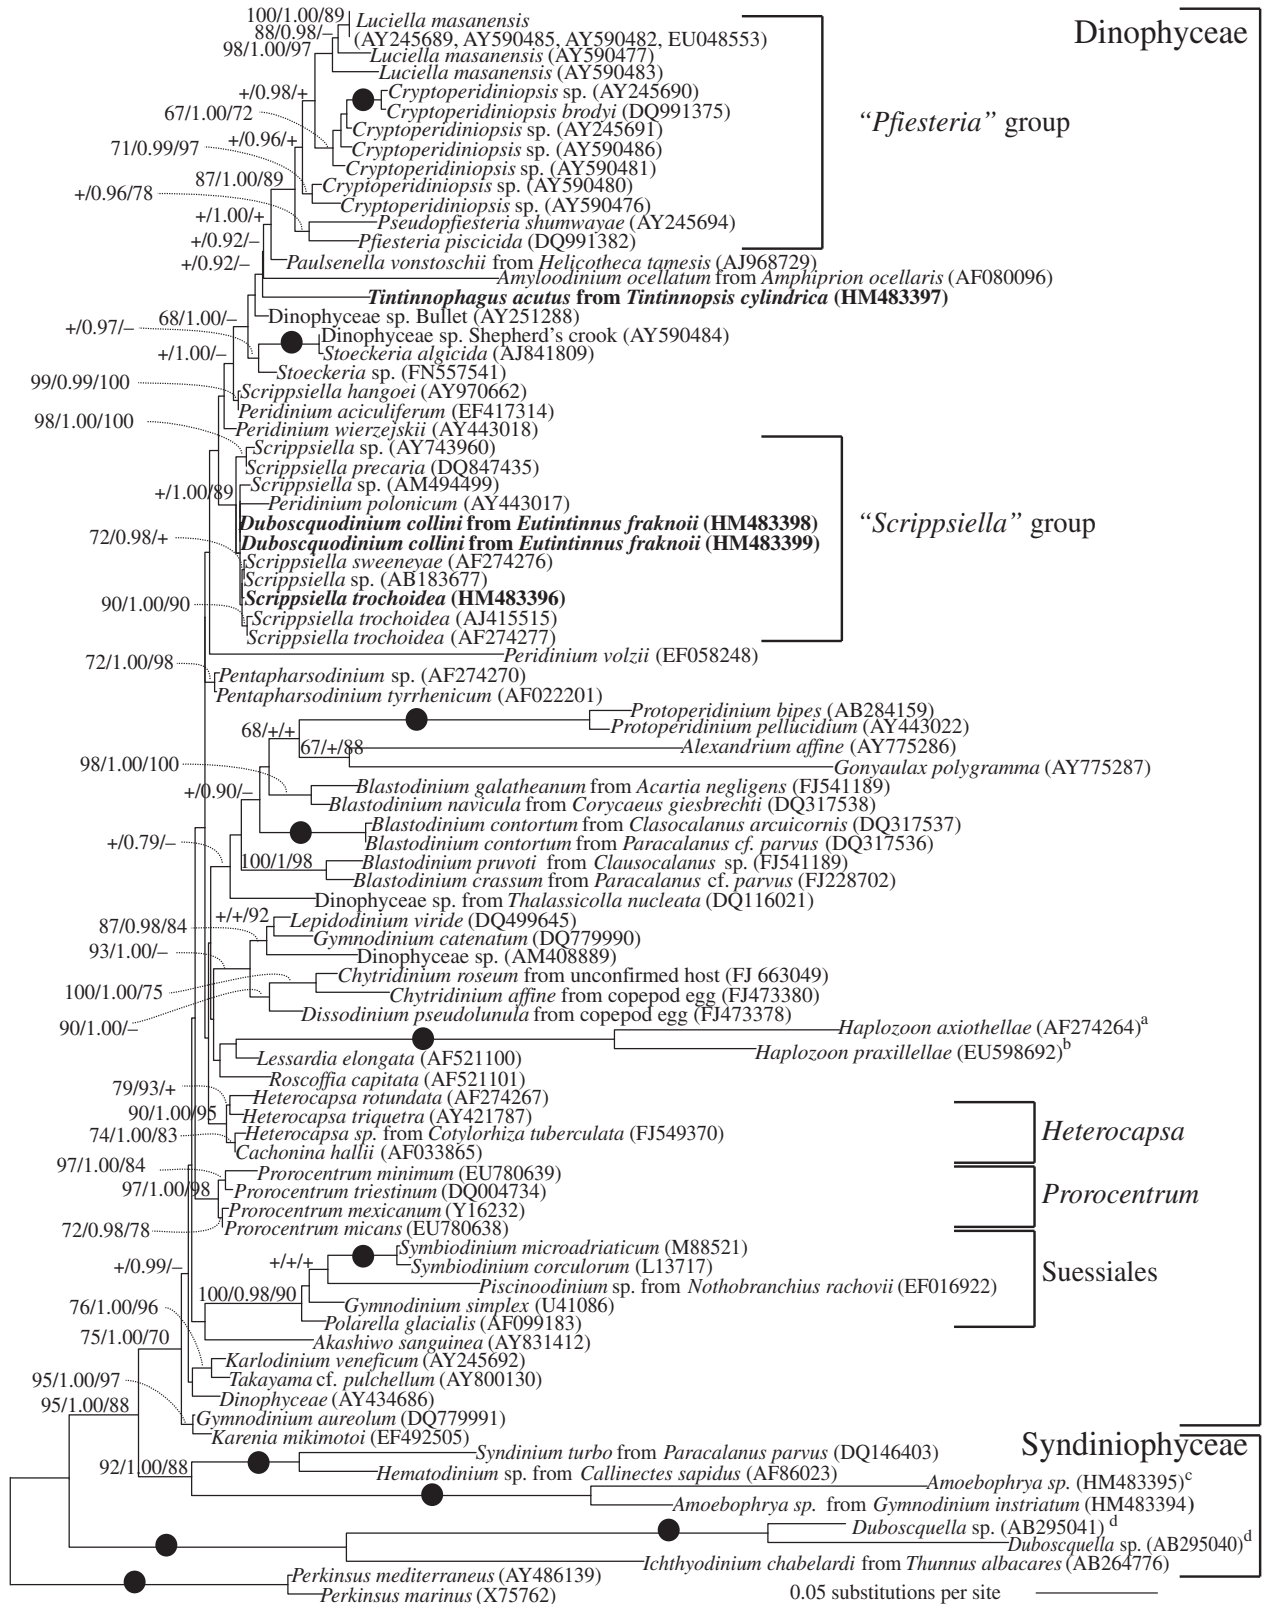 Dinophyceae
100/1.00/89
Luciella masanensis
88/0.98/–
(AY245689, AY590485, AY590482, EU048553)
98/1.00/97
Luciella masanensis (AY590477)
Luciella masanensis (AY590483)
+/0.98/+
Cryptoperidiniopsis sp. (AY245690)
67/1.00/72
Cryptoperidiniopsis brodyi (DQ991375)
"Pfiesteria" group
Cryptoperidiniopsis sp. (AY245691)
+/0.96/+
71/0.99/97
Cryptoperidiniopsis sp. (AY590486)
Cryptoperidiniopsis sp. (AY590481)
87/1.00/89
Cryptoperidiniopsis sp. (AY590480)
+/0.96/78
Cryptoperidiniopsis sp. (AY590476)
+/1.00/+
Pseudopfiesteria shumwayae (AY245694)
+/0.92/–
Pfiesteria piscicida (DQ991382)
+/0.92/–
Paulsenella vonstoschii from Helicotheca tamesis (AJ968729)
Amyloodinium ocellatum from Amphiprion ocellaris (AF080096)
Tintinnophagus acutus from Tintinnopsis cylindrica (HM483397)
68/1.00/–
Dinophyceae sp. Bullet (AY251288)
+/0.97/–
Dinophyceae sp. Shepherd's crook (AY590484)
+/1.00/–
Stoeckeria algicida (AJ841809)
Stoeckeria sp. (FN557541)
99/0.99/100
Scrippsiella hangoei (AY970662)
Peridinium aciculiferum (EF417314)
98/1.00/100
Peridinium wierzejskii (AY443018)
Scrippsiella sp. (AY743960)
Scrippsiella precaria (DQ847435)
+/1.00/89
Scrippsiella sp. (AM494499)
Peridinium polonicum (AY443017)
Duboscquodinium collini from Eutintinnus fraknoii (HM483398)
"Scrippsiella" group
72/0.98/+
Duboscquodinium collini from Eutintinnus fraknoii (HM483399)
Scrippsiella sweeneyae (AF274276)
Scrippsiella sp. (AB183677)
90/1.00/90
Scrippsiella trochoidea (HM483396)
Scrippsiella trochoidea (AJ415515)
Scrippsiella trochoidea (AF274277)
Peridinium volzii (EF058248)
72/1.00/98
Pentapharsodinium sp. (AF274270)
Pentapharsodinium tyrrhenicum (AF022201)
Protoperidinium bipes (AB284159)
68/+/+
Protoperidinium pellucidium (AY443022)
67/+/88
Alexandrium affine (AY775286)
98/1.00/100
Gonyaulax polygramma (AY775287)
Blastodinium galatheanum from Acartia negligens (FJ541189)
+/0.90/–
Blastodinium navicula from Corycaeus giesbrechti (DQ317538)
Blastodinium contortum from Clasocalanus arcuicornis (DQ317537)
+/0.79/–
Blastodinium contortum from Paracalanus cf. parvus (DQ317536)
100/1/98
Blastodinium pruvoti from Clausocalanus sp. (FJ541189)
Blastodinium crassum from Paracalanus cf. parvus (FJ228702)
Dinophyceae sp. from Thalassicolla nucleata (DQ116021)
+/+/92
Lepidodinium viride (DQ499645)
87/0.98/84
Gymnodinium catenatum (DQ779990)
93/1.00/–
Dinophyceae sp. (AM408889)
Chytridinium roseum from unconfirmed host (FJ 663049)
100/1.00/75
Chytridinium affine from copepod egg (FJ473380)
90/1.00/–
Dissodinium pseudolunula from copepod egg (FJ473378)
Haplozoon axiothellae (AF274264)a
Haplozoon praxillellae (EU598692)b
Lessardia elongata (AF521100)
Roscoffia capitata (AF521101)
79/93/+
Heterocapsa rotundata (AF274267)
90/1.00/95
Heterocapsa triquetra (AY421787)
Heterocapsa
74/1.00/83
Heterocapsa sp. from Cotylorhiza tuberculata (FJ549370)
Cachonina hallii (AF033865)
97/1.00/84
Prorocentrum minimum (EU780639)
97/1.00/98
Prorocentrum triestinum (DQ004734)
Prorocentrum
Prorocentrum mexicanum (Y16232)
72/0.98/78
Prorocentrum micans (EU780638)
+/+/+
Symbiodinium microadriaticum (M88521)
+/0.99/–
Symbiodinium corculorum (L13717)
Suessiales
Piscinoodinium sp. from Nothobranchius rachovii (EF016922)
100/0.98/90
76/1.00/96
Gymnodinium simplex (U41086)
Polarella glacialis (AF099183)
75/1.00/70
Akashiwo sanguinea (AY831412)
Karlodinium veneficum (AY245692)
95/1.00/97
Takayama cf. pulchellum (AY800130)
95/1.00/88
Dinophyceae (AY434686)
Gymnodinium aureolum (DQ779991)
Karenia mikimotoi (EF492505)
Syndiniophyceae
Syndinium turbo from Paracalanus parvus (DQ146403)
92/1.00/88
Hematodinium sp. from Callinectes sapidus (AF86023)
Amoebophrya sp. (HM483395)c
Amoebophrya sp. from Gymnodinium instriatum (HM483394)
Duboscquella sp. (AB295041) d
Duboscquella sp. (AB295040)d
Ichthyodinium chabelardi from Thunnus albacares (AB264776)
Perkinsus mediterraneus (AY486139)
Perkinsus marinus (X75762)
0.05 substitutions per site